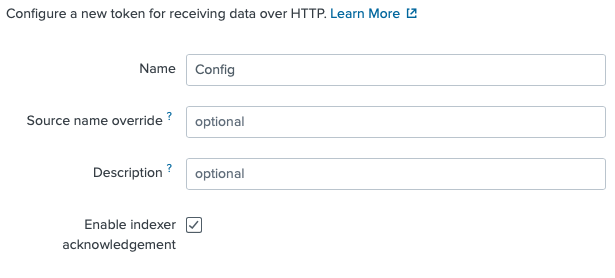 Configure a new token for receiving data over HTTP. Learn More
Name Config
Source name override ? optional
Description ? optional
Enable indexer
acknowledgement